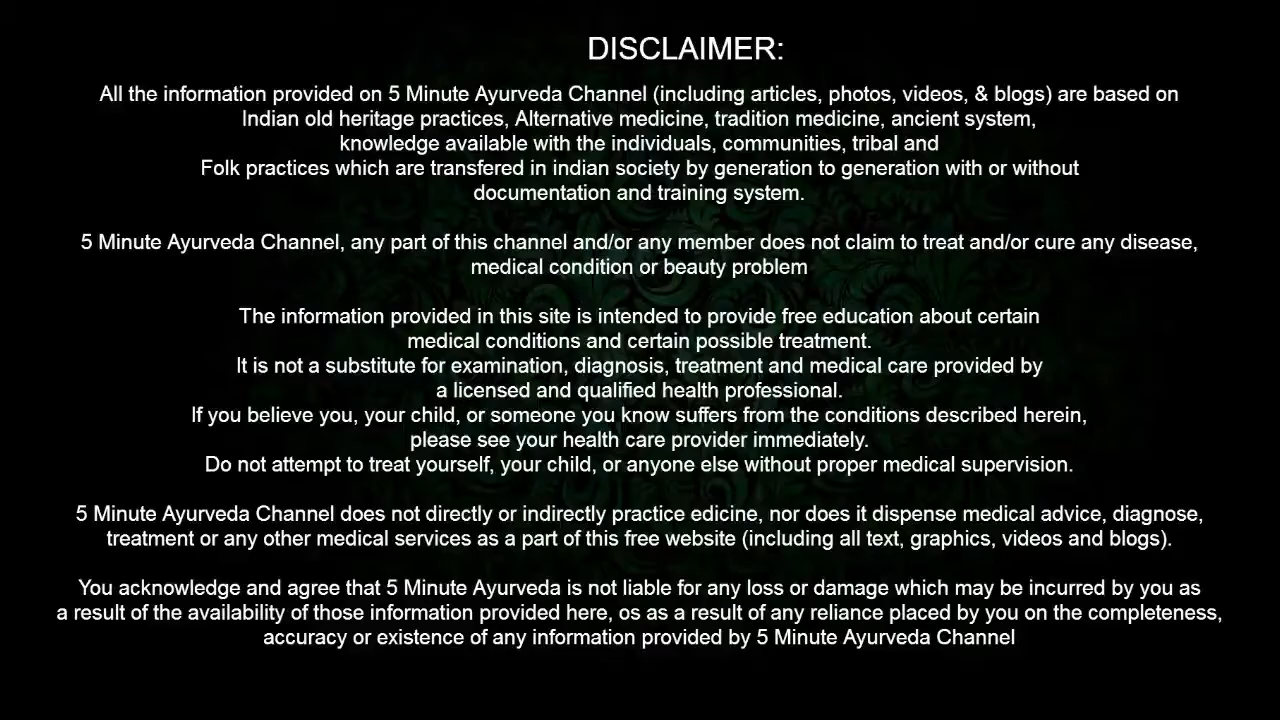 DISCLAIMER:
All the information provided on 5 Minute Ayurveda Channel (including articles, photos, videos, & blogs) are based on
Indian old heritage practices, Alternative medicine, tradition medicine, ancient system,
knowledge available with the individuals, communities, tribal and
Folk practices which are transfered in indian society by generation to generation with or without
documentation and training system.
5 Minute Ayurveda Channel, any part of this channel and/or any member does not claim to treat and/or cure any disease,
medical condition or beauty problem
The information provided in this site is intended to provide free education about certain
medical conditions and certain possible treatment.
It is not a substitute for examination, diagnosis, treatment and medical care provided by
a licensed and qualified health professional.
If you believe you, your child, or someone you know suffers from the conditions described herein,
please see your health care provider immediately.
Do not attempt to treat yourself, your child, or anyone else without proper medical supervision.
5 Minute Ayurveda Channel does not directly or indirectly practice edicine, nor does it dispense medical advice, diagnose,
treatment or any other medical services as a part of this free website (including all text, graphics, videos and blogs).
You acknowledge and agree that 5 Minute Ayurveda is not liable for any loss or damage which may be incurred by you as
a result of the availability of those information provided here, os as a result of any reliance placed by you on the completeness,
accuracy or existence of any information provided by 5 Minute Ayurveda Channel